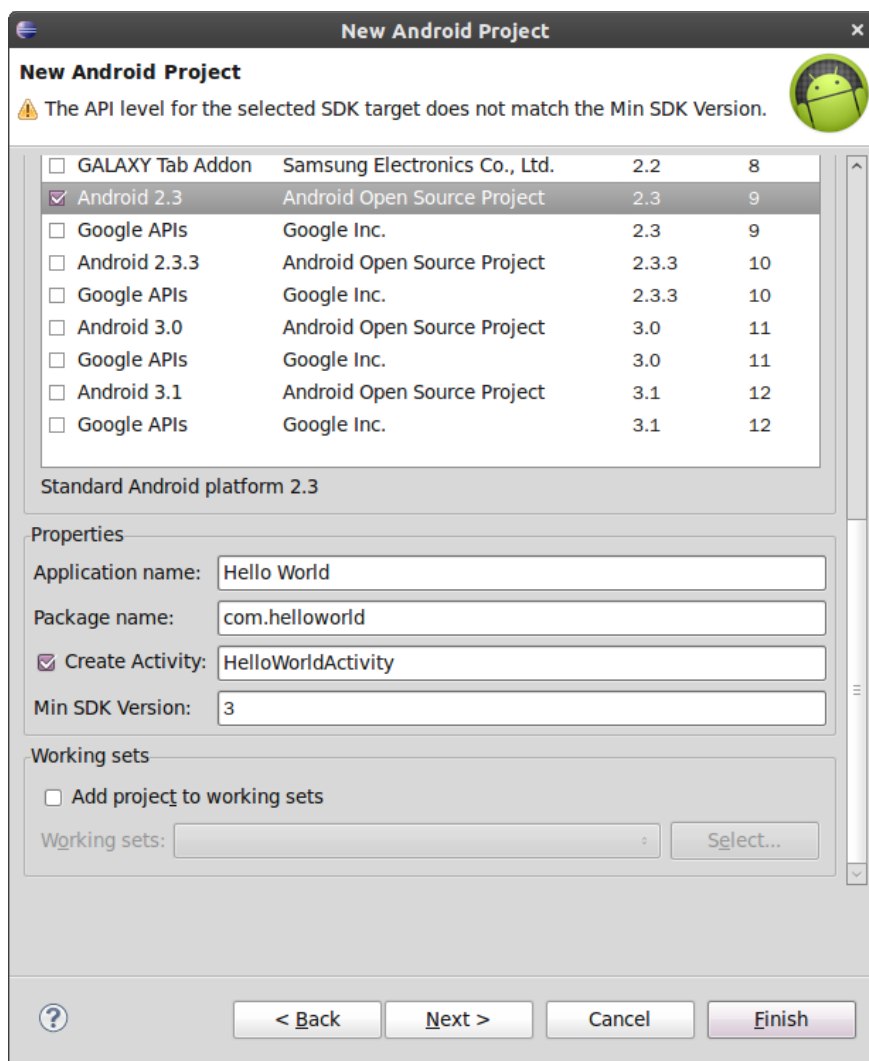 New Android Project
New Android Project
The API level for the selected SDK target does not match the Min SDK Version.
GALAXY Tab Addon Samsung Electronics Co., Ltd. 2.2 8
Android 2.3 Android Open Source Project 2.3 9
Google APIs Google Inc. 2.3 9
Android 2.3.3 Android Open Source Project 2.3.3 10
Google APIs Google Inc. 2.3.3 10
Android 3.0 Android Open Source Project 3.0 11
Google APIs Google Inc. 3.0 11
Android 3.1 Android Open Source Project 3.1 12
Google APIs Google Inc. 3.1 12
Standard Android platform 2.3
Properties
Application name: Hello World
Package name: com.helloworld
Create Activity: HelloWorldActivity
Min SDK Version: 3
Working sets
Add project to working sets
Working sets: Select...
? < Back Next > Cancel Finish